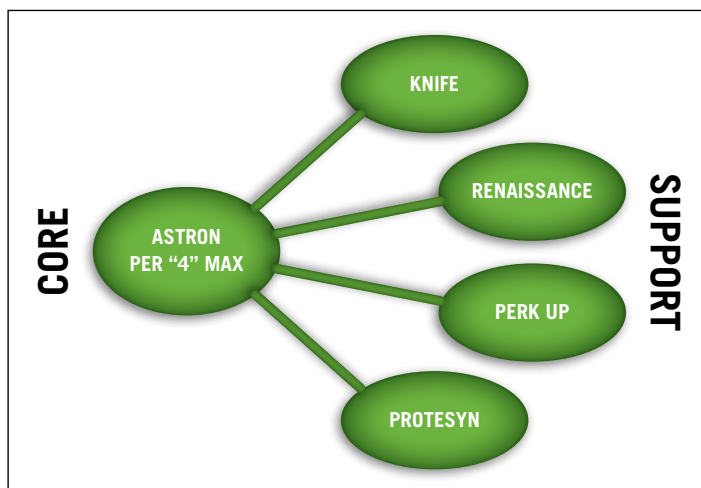 CORE
ASTRON
PER “4” MAX
KNIFE
RENAISSANCE
PERK UP
PROTESYN
SUPPORT